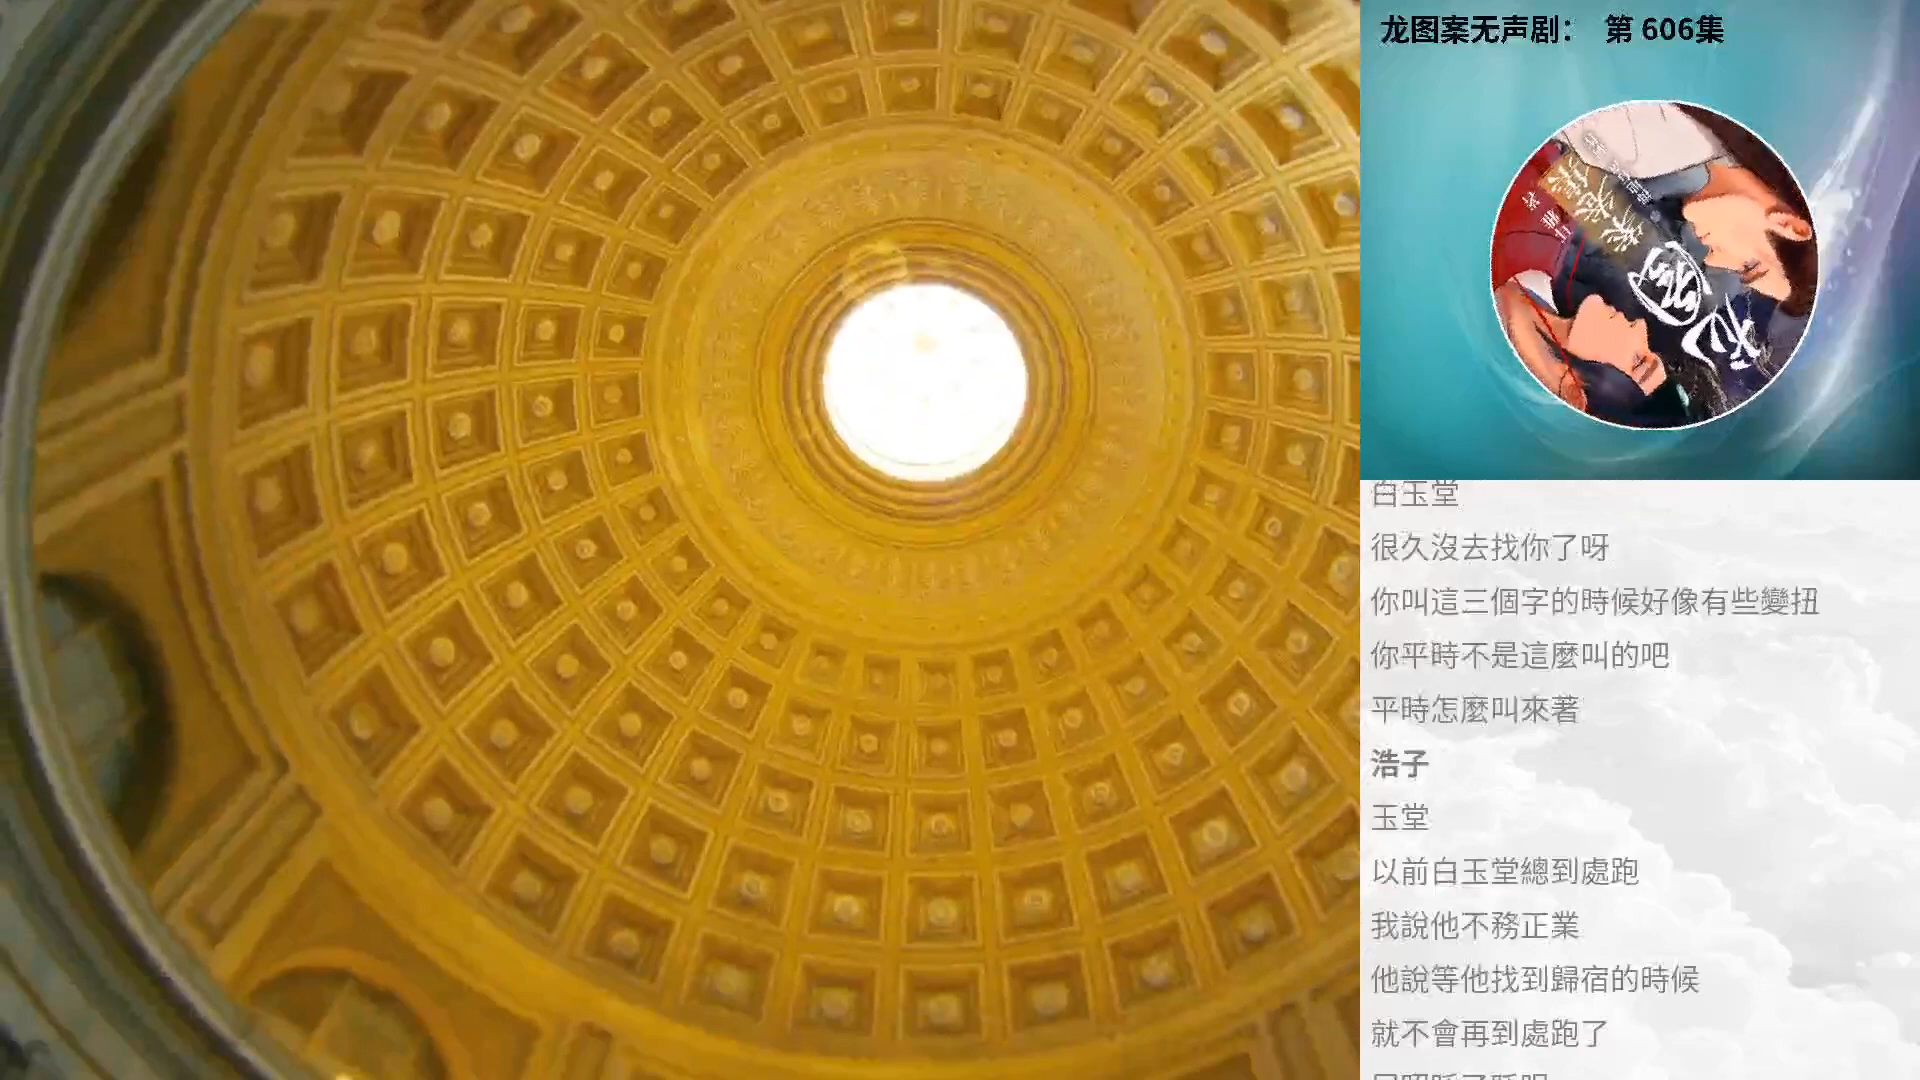 龙图案无声剧： 第 606集
白玉堂
很久沒去找你了呀
你叫這三個字的時候好像有些變扭
你平時不是這麼叫的吧
平時怎麼叫來著
浩子
玉堂
以前白玉堂總到處跑
我說他不務正業
他說等他找到歸宿的時候
就不會再到處跑了